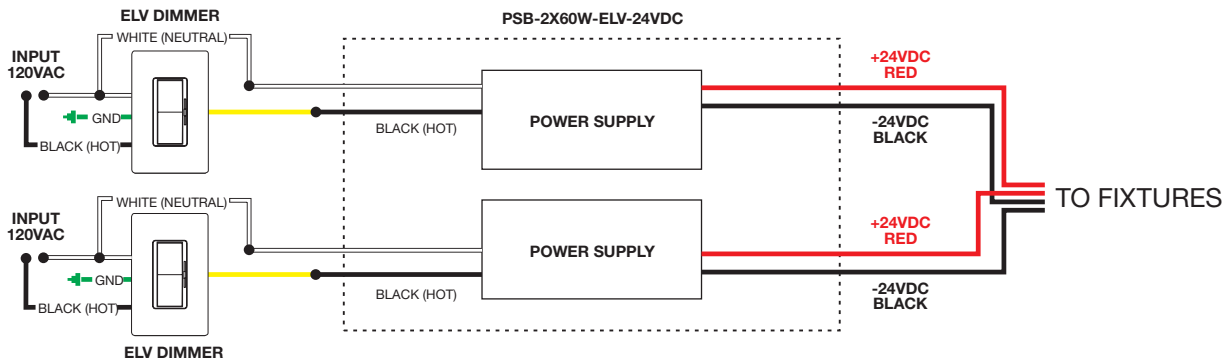 ELV DIMMER
PSB-2X60W-ELV-24VDC
WHITE (NEUTRAL)
INPUT
120VAC
GND
BLACK (HOT)
BLACK (HOT)
POWER SUPPLY
+24VDC
RED
-24VDC
BLACK
TO FIXTURES
WHITE (NEUTRAL)
INPUT
120VAC
GND
BLACK (HOT)
BLACK (HOT)
POWER SUPPLY
+24VDC
RED
-24VDC
BLACK
ELV DIMMER